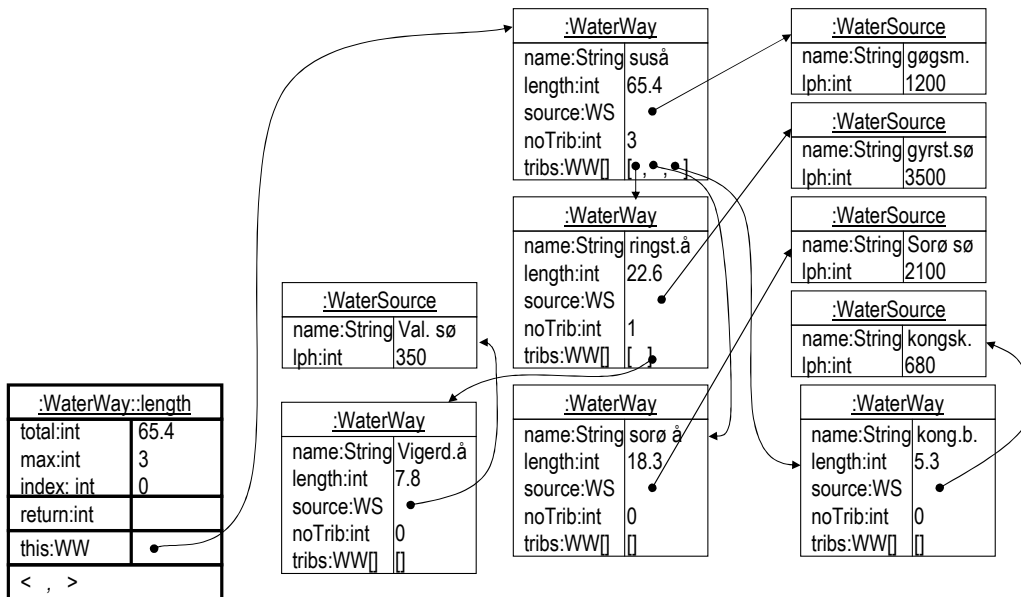 :WaterWay
name:String suså
length:int 65.4
source:WS
noTrib:int 3
tribs:WW[] [ , , ]
:WaterSource
name:String gøgsm.
lph:int 1200
:WaterSource
name:String gyrst.sø
lph:int 3500
:WaterWay
name:String ringst.å
length:int 22.6
source:WS
noTrib:int 1
tribs:WW[] [ ]
:WaterSource
name:String Sorø sø
lph:int 2100
:WaterSource
name:String Val. sø
lph:int 350
:WaterSource
name:String kongsk.
lph:int 680
:WaterWay::length
total:int 65.4
max:int 3
index: int 0
return:int
this:WW
< , >
:WaterWay
name:String Vigerd.å
length:int 7.8
source:WS
noTrib:int 0
tribs:WW[] []
:WaterWay
name:String sorø å
length:int 18.3
source:WS
noTrib:int 0
tribs:WW[] []
:WaterWay
name:String kong.b.
length:int 5.3
source:WS
noTrib:int 0
tribs:WW[] []